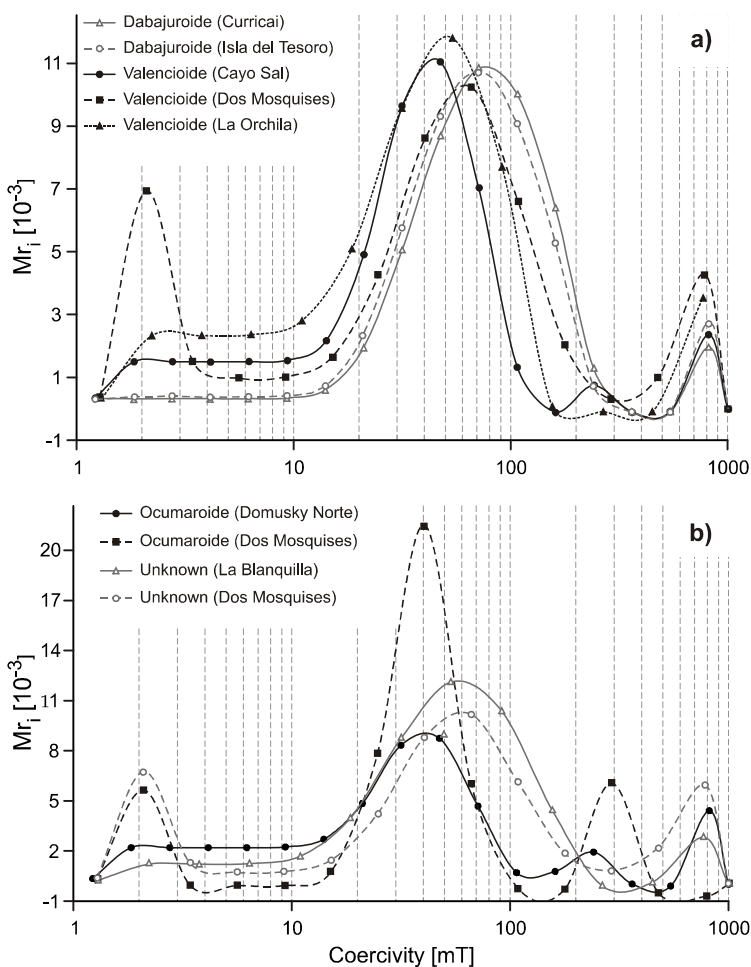 a)
Dabajuroide (Curricai)
Dabajuroide (Isla del Tesoro)
Valencioide (Cayo Sal)
Valencioide (Dos Mosquises)
Valencioide (La Orchila)
Mrᵢ [10⁻³]
11
9
7
5
3
1
-1
1
10
100
1000
b)
Ocumaroide (Domusky Norte)
Ocumaroide (Dos Mosquises)
Unknown (La Blanquilla)
Unknown (Dos Mosquises)
Mrᵢ [10⁻³]
20
17
14
11
8
5
2
-1
1
10
100
1000
Coercivity [mT]